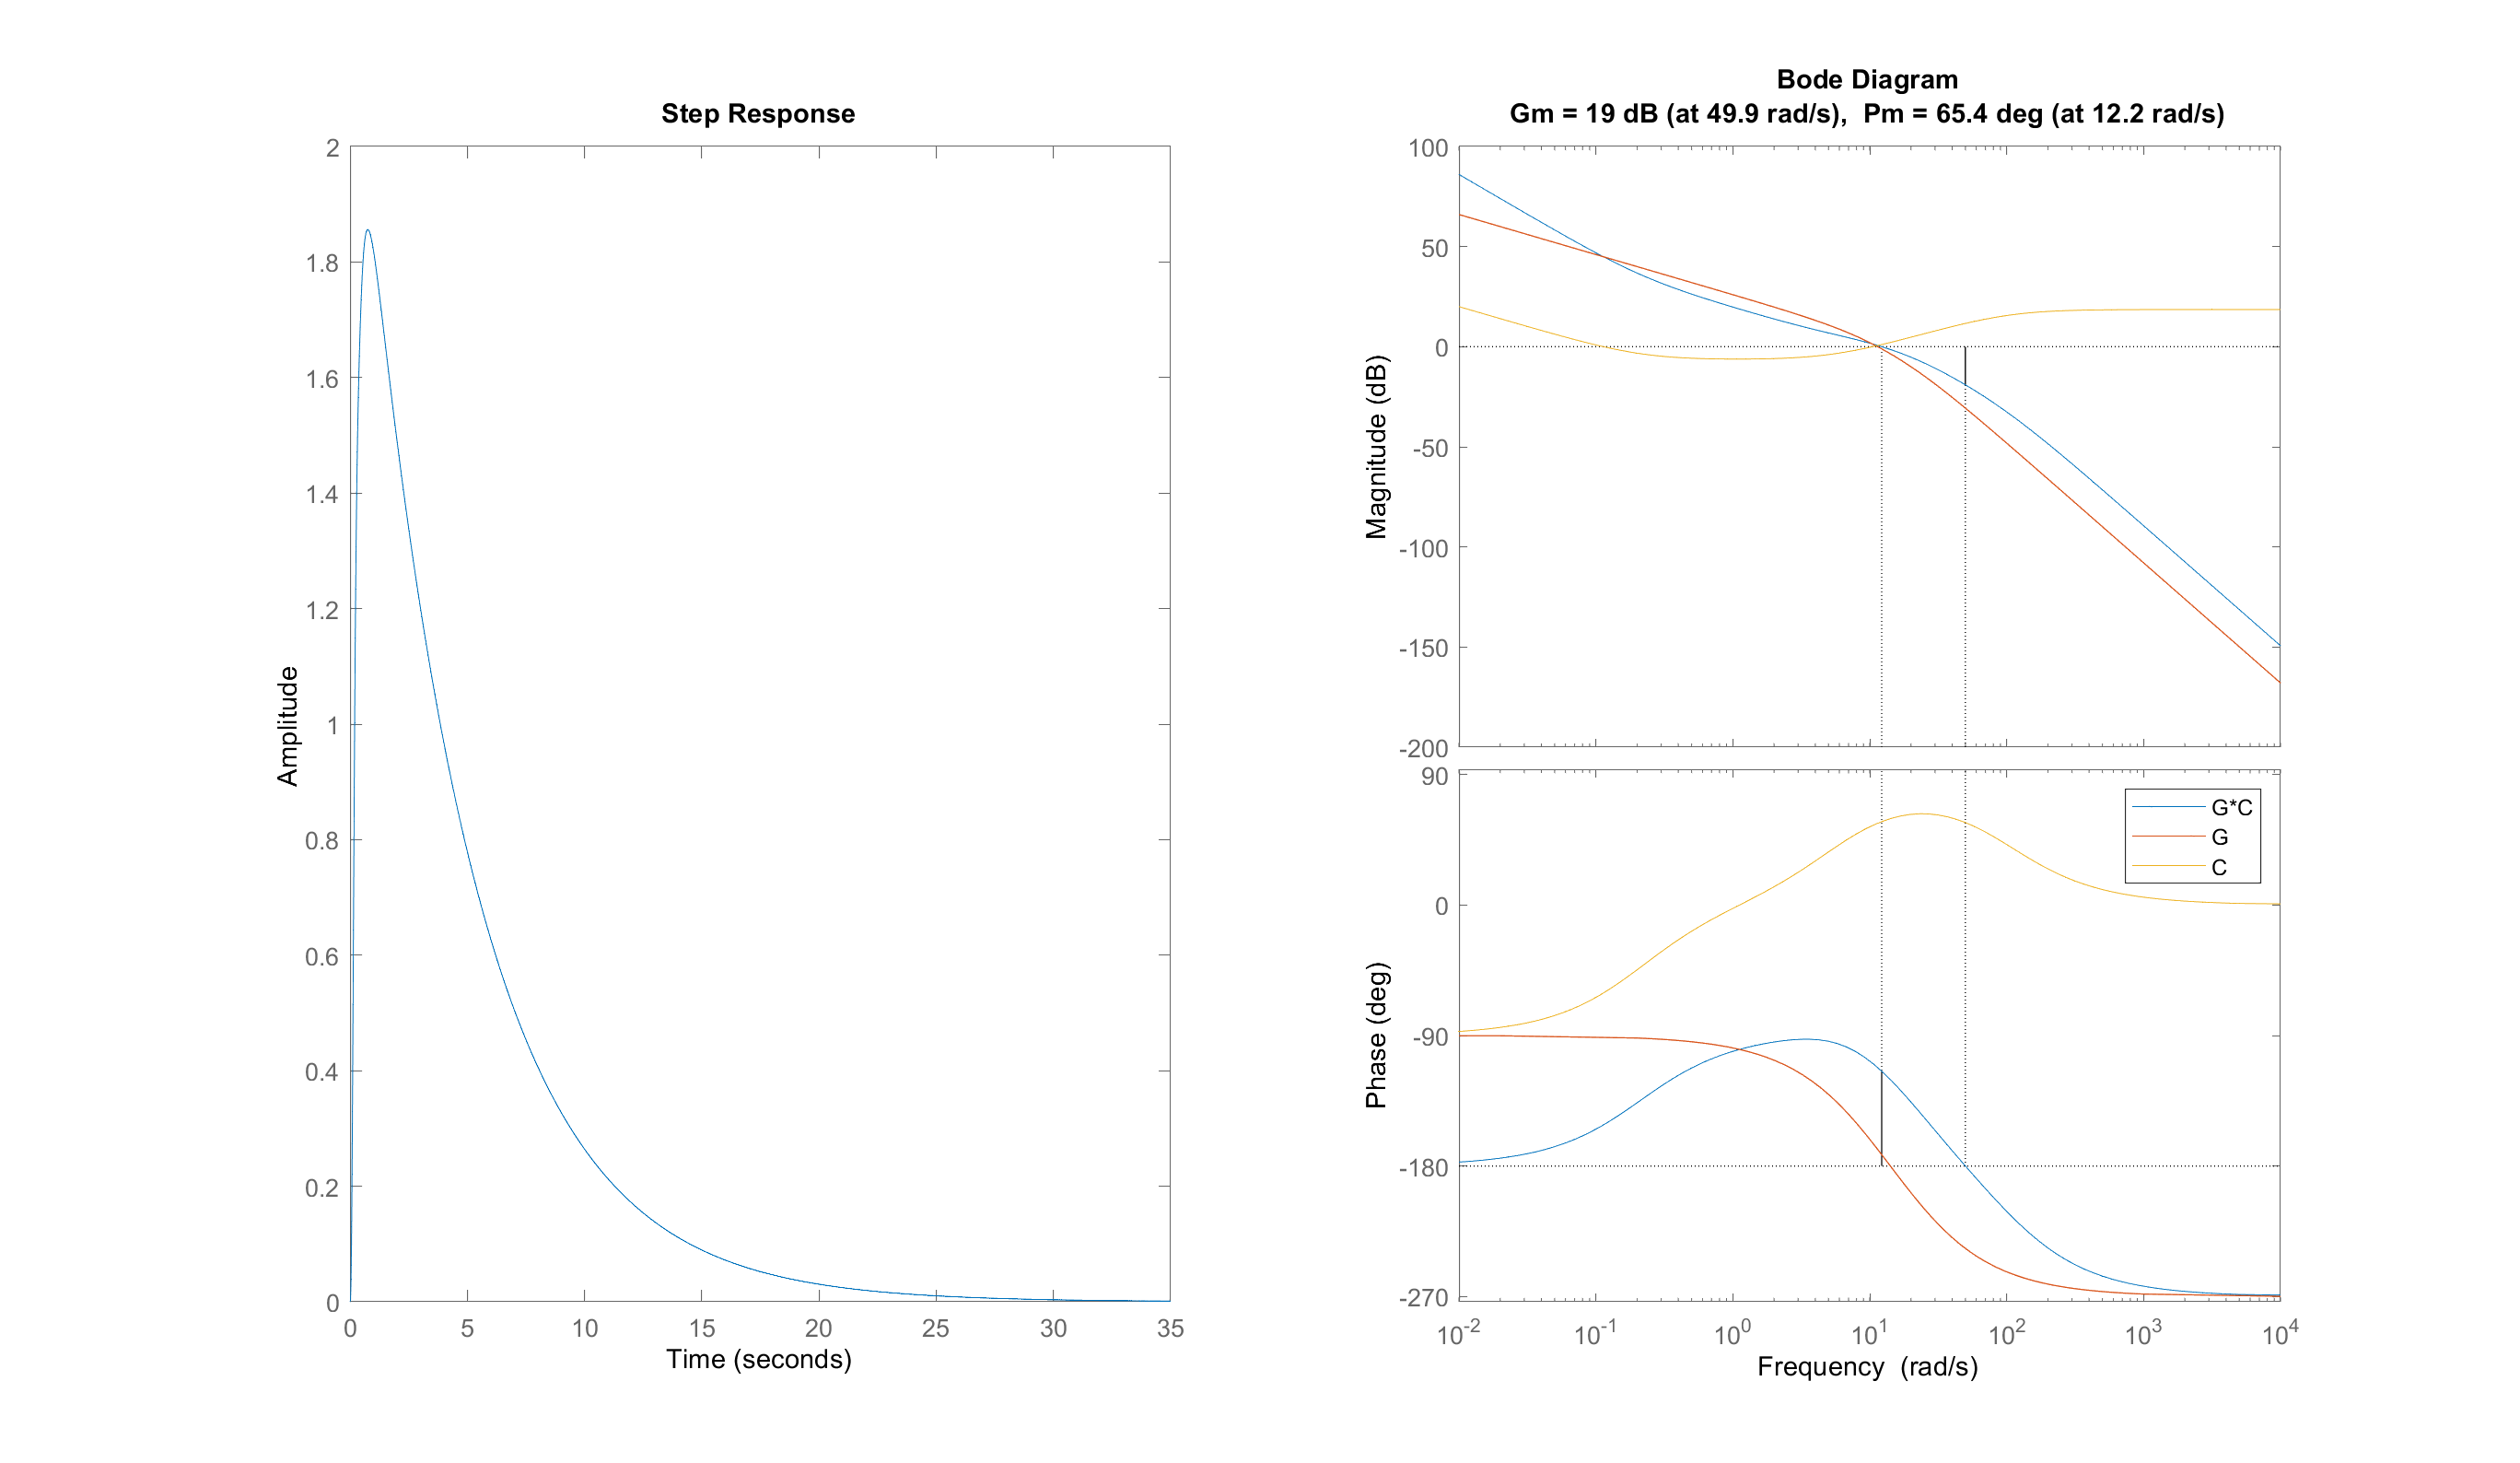 Step Response
2
1.8
1.6
1.4
1.2
1
0.8
0.6
0.4
0.2
0
Amplitude
0 5 10 15 20 25 30 35
Time (seconds)
Bode Diagram
Gm = 19 dB (at 49.9 rad/s), Pm = 65.4 deg (at 12.2 rad/s)
100
50
0
-50
-100
-150
-200
Magnitude (dB)
90
0
-90
-180
-270
Phase (deg)
G*C
G
C
10⁻² 10⁻¹ 10⁰ 10¹ 10² 10³ 10⁴
Frequency (rad/s)